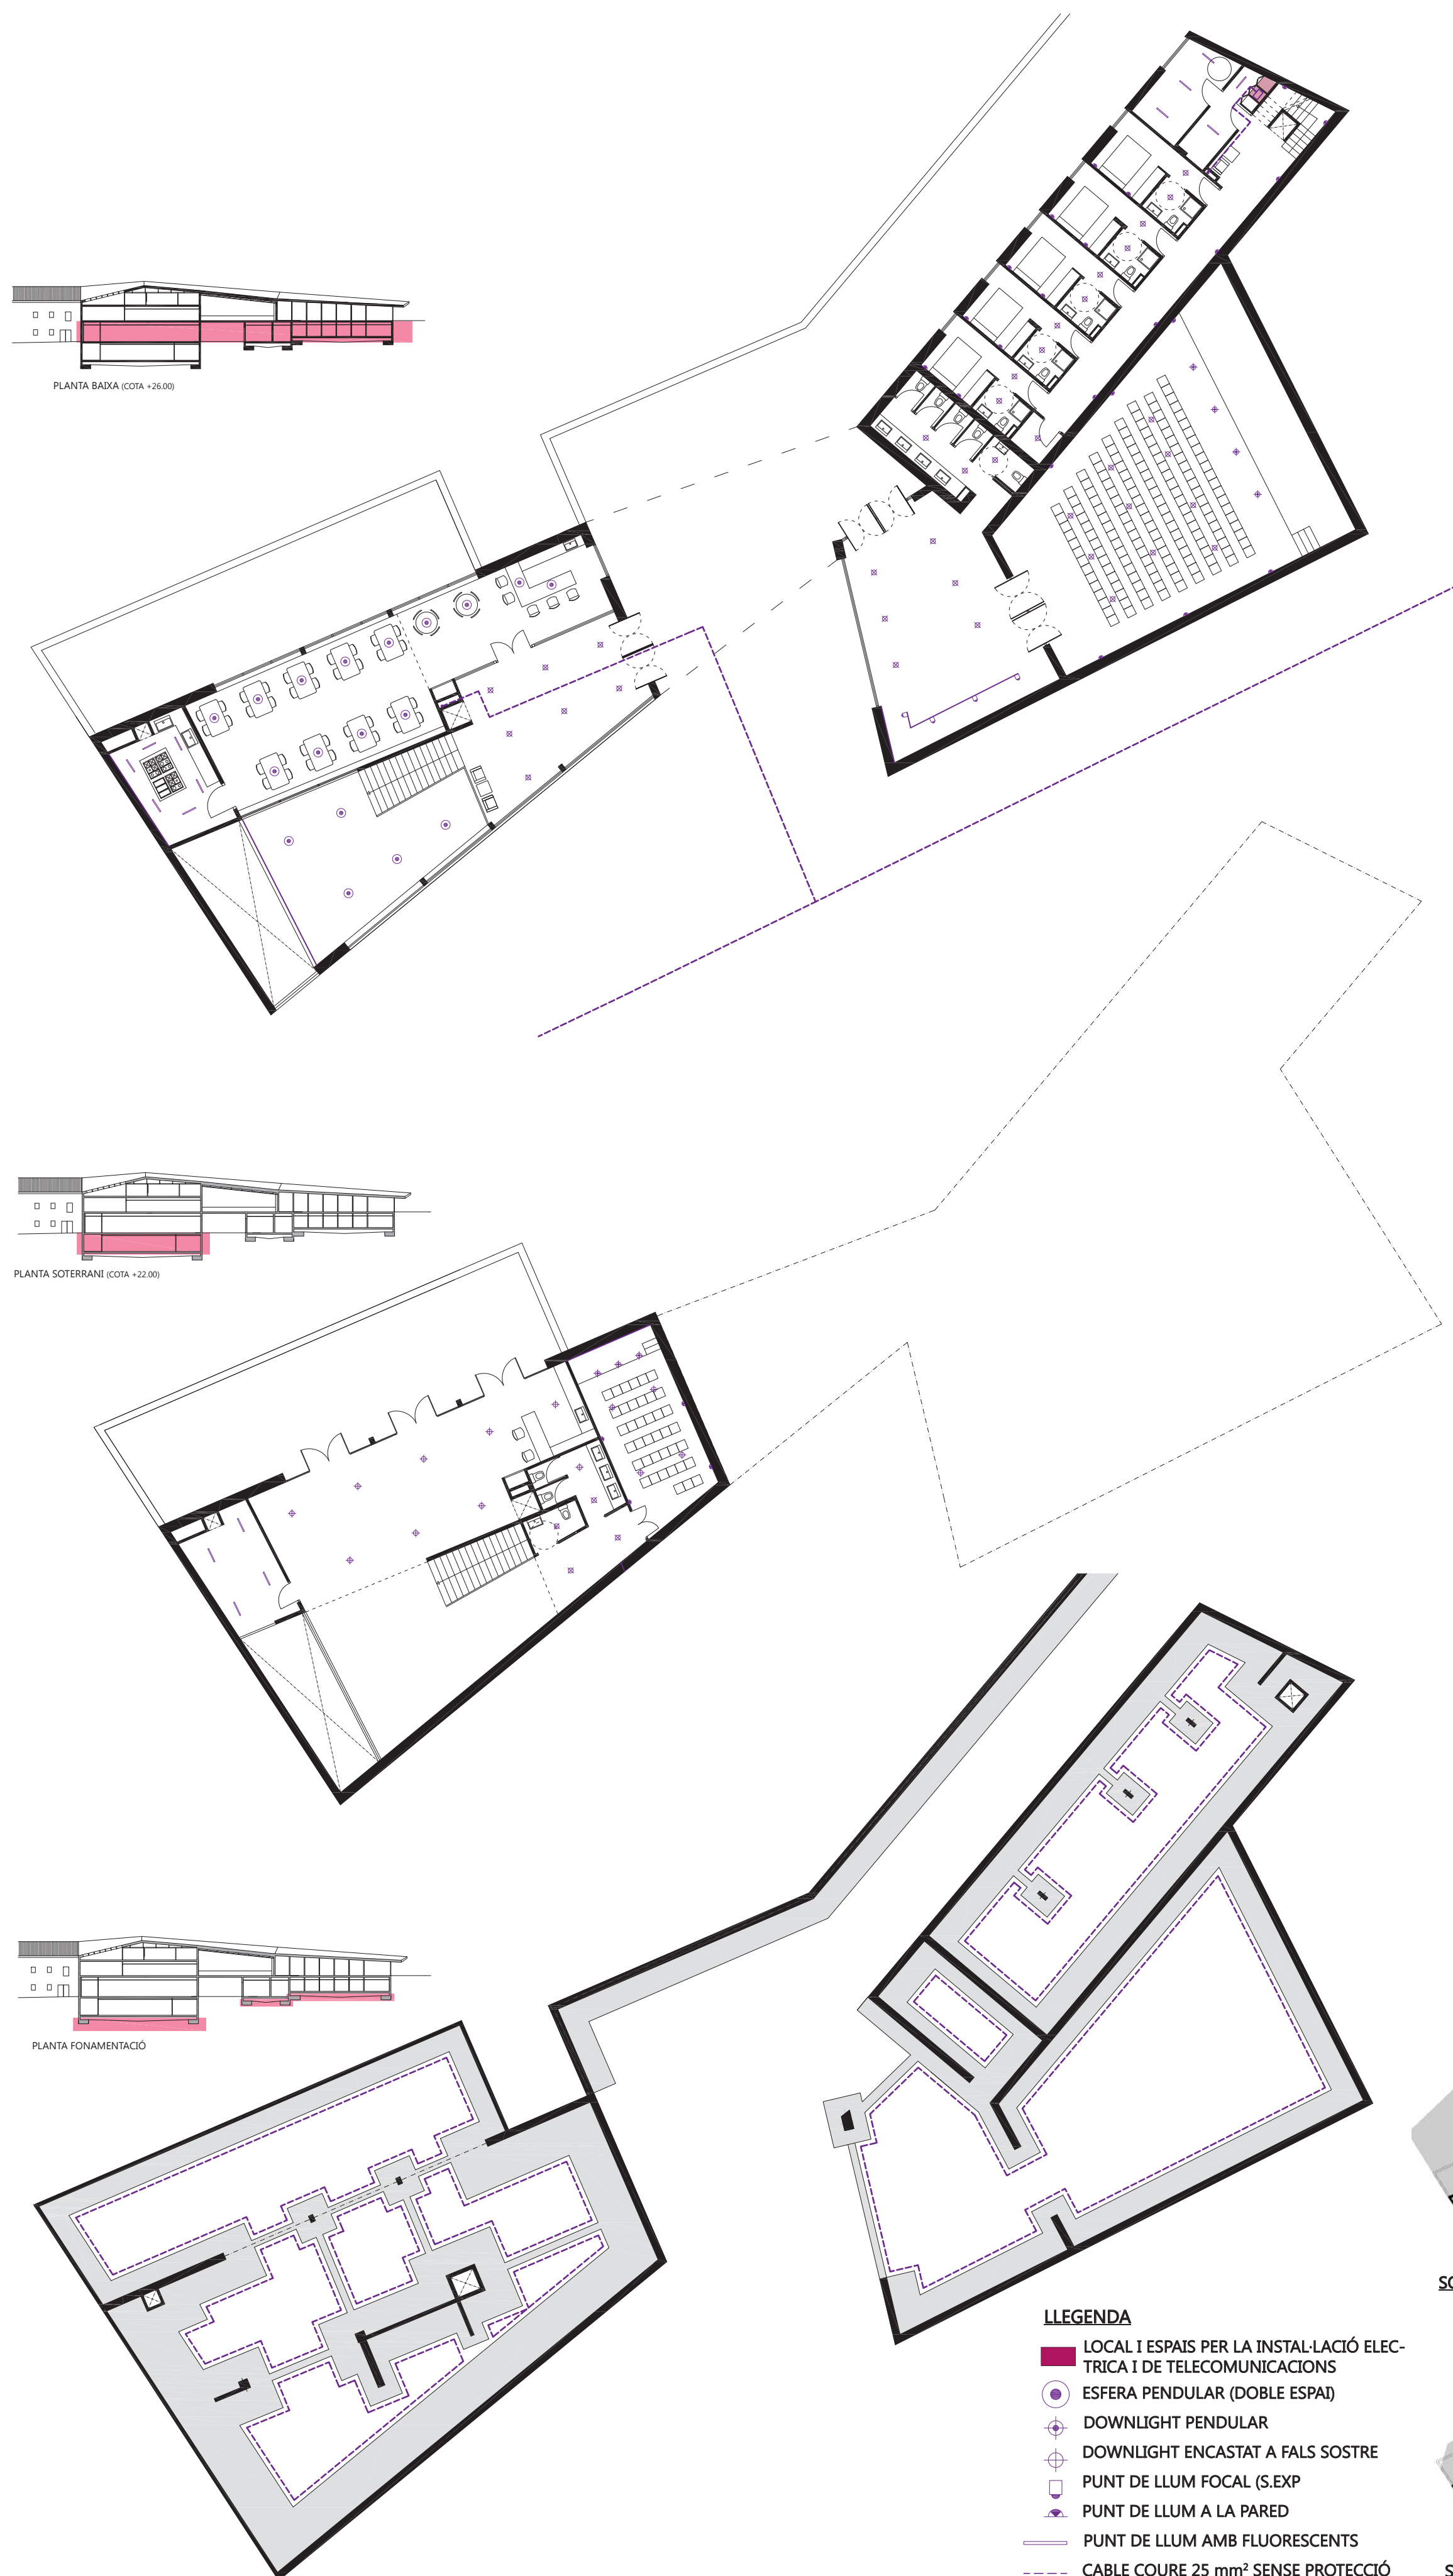 PLANTA BAIXA (COTA +26.00)
PLANTA SOTERRANI (COTA +22.00)
PLANTA FONAMENTACIÓ
LLEGENDA
LOCAL I ESPAIS PER LA INSTAL·LACIÓ ELEC-
TRICA I DE TELECOMUNICACIONS
ESFERA PENDULAR (DOBLE ESPAI)
DOWNLIGHT PENDULAR
DOWNLIGHT ENCASTAT A FALS SOSTRE
PUNT DE LLUM FOCAL (S.EXP
PUNT DE LLUM A LA PARED
PUNT DE LLUM AMB FLUORESCENTS
CABLE COURE 25 mm² SENSE PROTECCIÓ